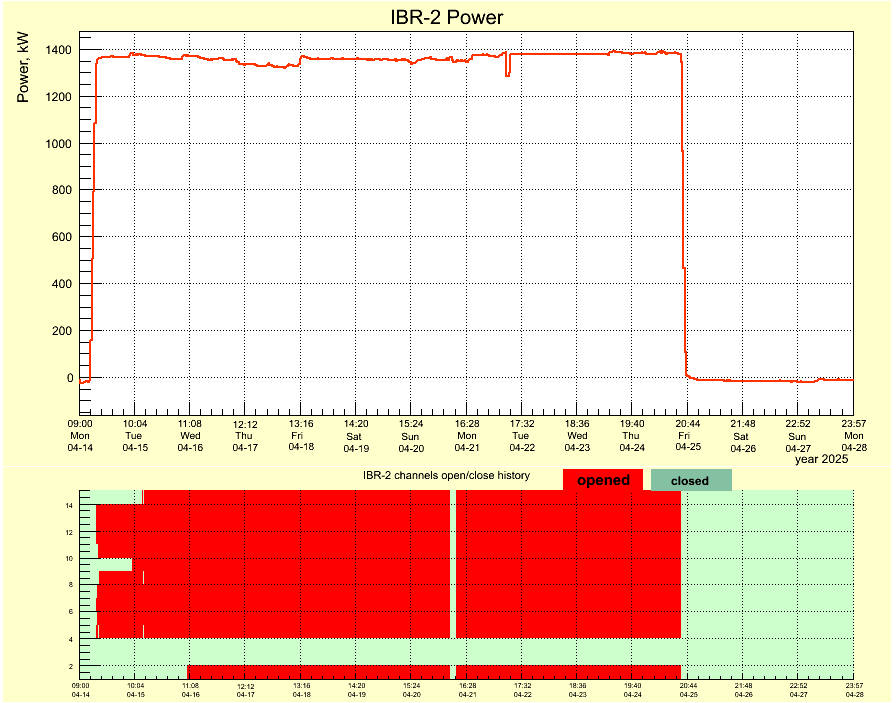 IBR-2 Power
Power, kW
1400
1200
1000
800
600
400
200
0
09:00 10:04 11:08 12:12 13:16 14:20 15:24 16:28 17:32 18:36 19:40 20:44 21:48 22:52 23:57
Mon Tue Wed Thu Fri Sat Sun Mon Tue Wed Thu Fri Sat Sun Mon
04-14 04-15 04-16 04-17 04-18 04-19 04-20 04-21 04-22 04-23 04-24 04-25 04-26 04-27 04-28
year 2025
IBR-2 channels open/close history opened closed
14
12
10
8
6
4
2
09:00 10:04 11:08 12:12 13:16 14:20 15:24 16:28 17:32 18:36 19:40 20:44 21:48 22:52 23:57
04-14 04-15 04-16 04-17 04-18 04-19 04-20 04-21 04-22 04-23 04-24 04-25 04-26 04-27 04-28